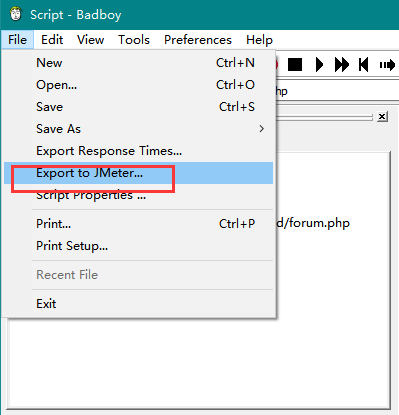 Script - Badboy
File Edit View Tools Preferences Help
New Ctrl+N
Open... Ctrl+O
hp
Save Ctrl+S
Save As
Export Response Times...
Export to JMeter...
Script Properties ...
Print... Ctrl+P
d/forum.php
Print Setup...
Recent File
Exit